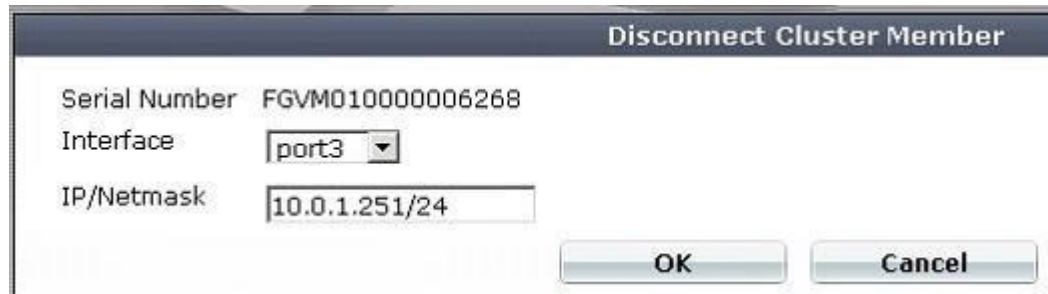 Disconnect Cluster Member
Serial Number FGVM010000006268
Interface port3
IP/Netmask 10.0.1.251/24
OK Cancel